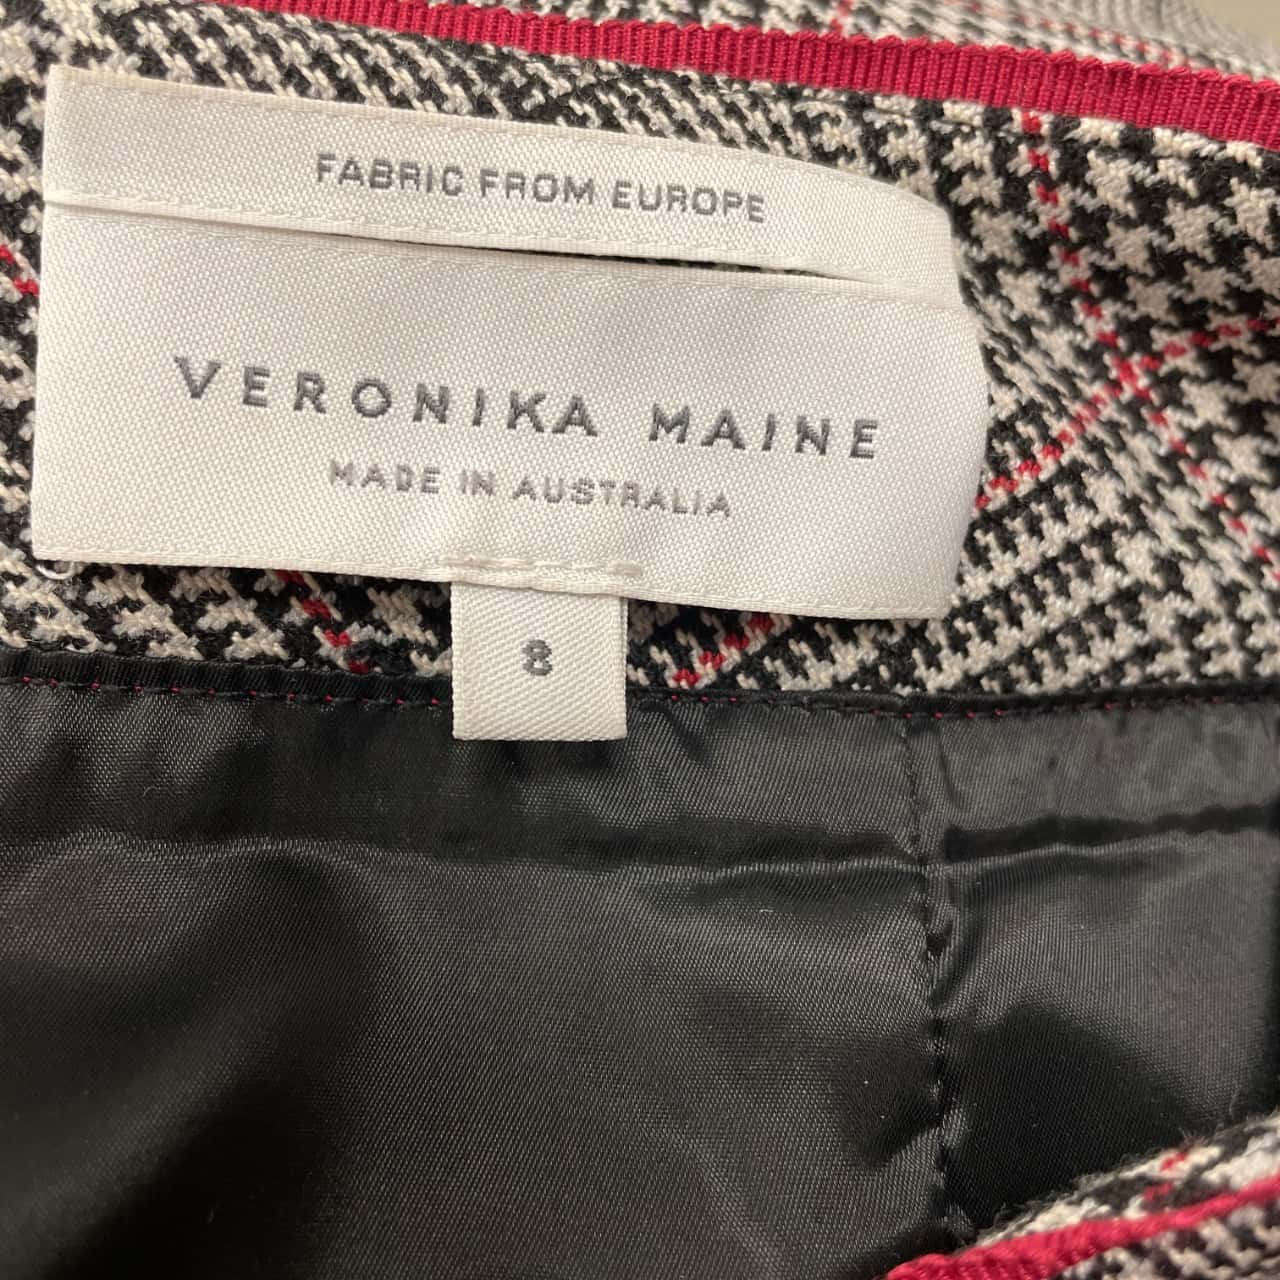 FABRIC FROM EUROPE
VERONIKA MAINE
MADE IN AUSTRALIA
8